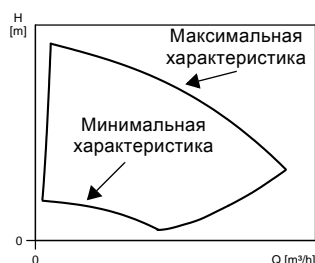 H
[m]
Максимальная
характеристика
Минимальная
характеристика
0
0
Q [m³/h]